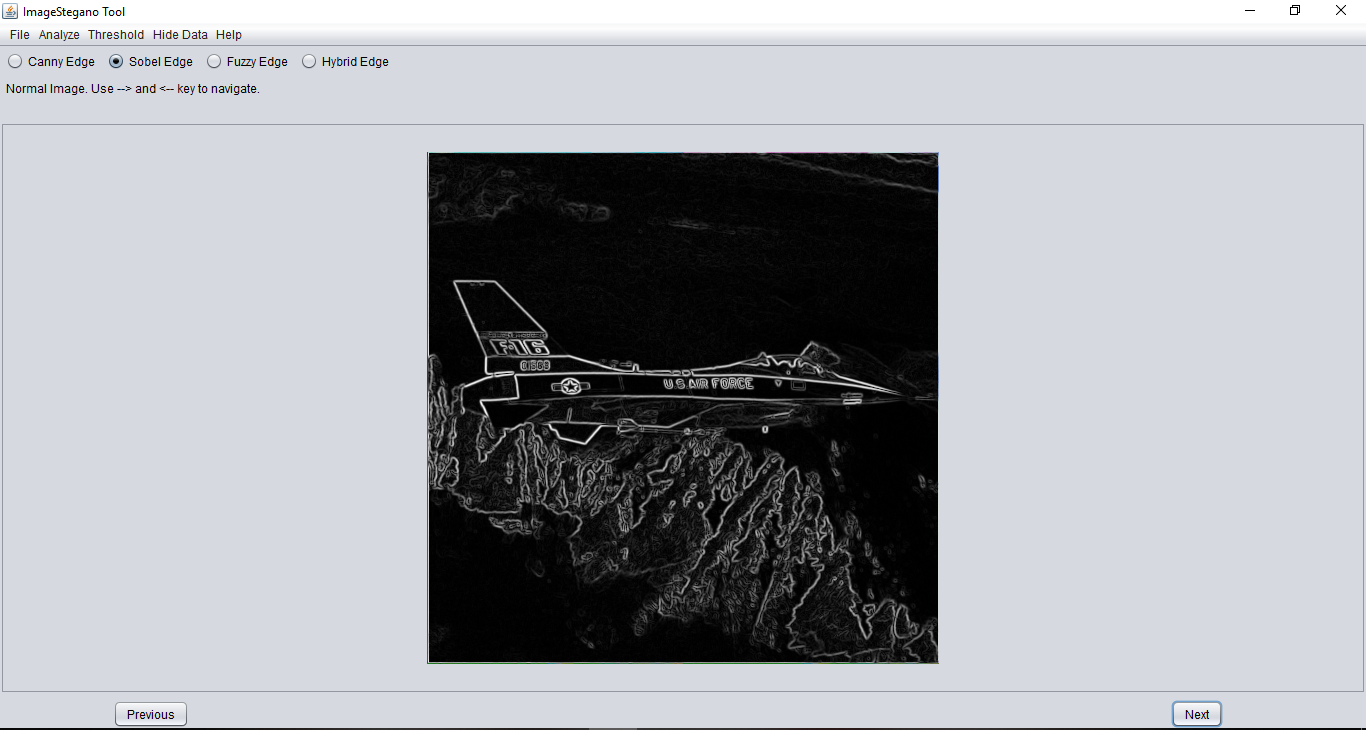 ImageStegano Tool
File Analyze Threshold Hide Data Help
Canny Edge Sobel Edge Fuzzy Edge Hybrid Edge
Normal Image. Use --> and <-- key to navigate.
F-16
U.S. AIR FORCE
Previous Next